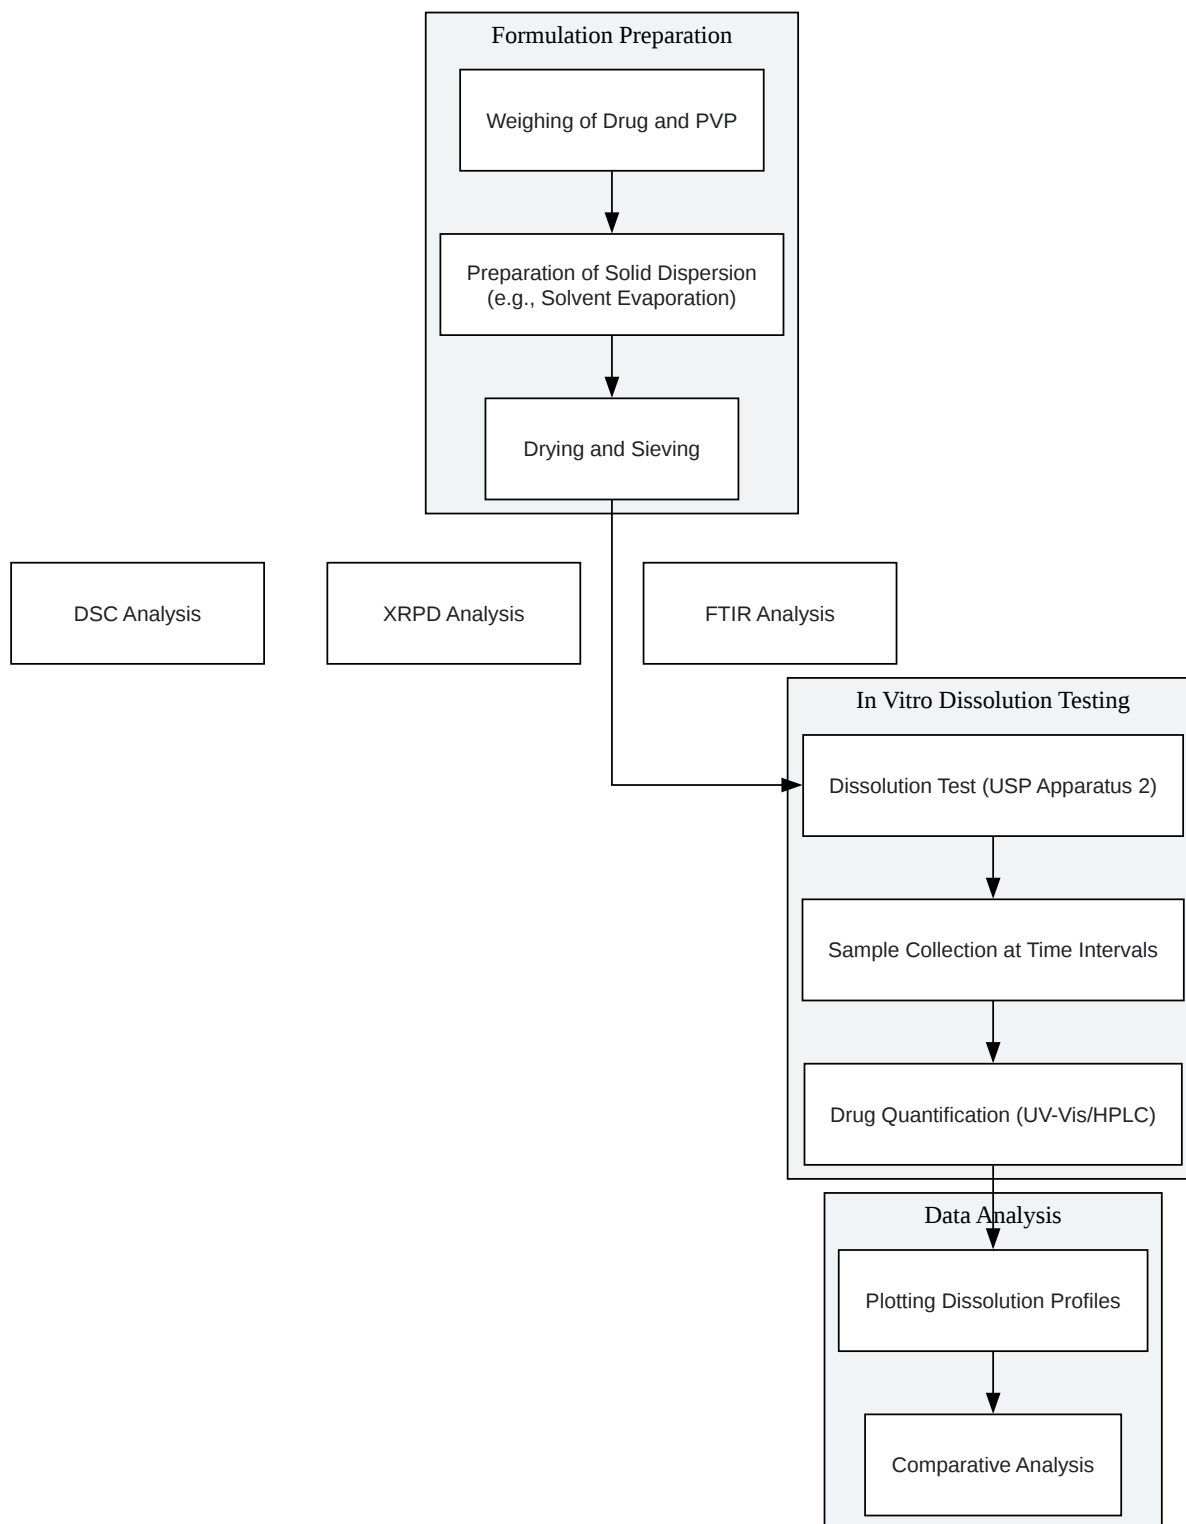 Formulation Preparation
Weighing of Drug and PVP
Preparation of Solid Dispersion
(e.g., Solvent Evaporation)
Drying and Sieving
DSC Analysis
XRPD Analysis
FTIR Analysis
In Vitro Dissolution Testing
Dissolution Test (USP Apparatus 2)
Sample Collection at Time Intervals
Drug Quantification (UV-Vis/HPLC)
Data Analysis
Plotting Dissolution Profiles
Comparative Analysis